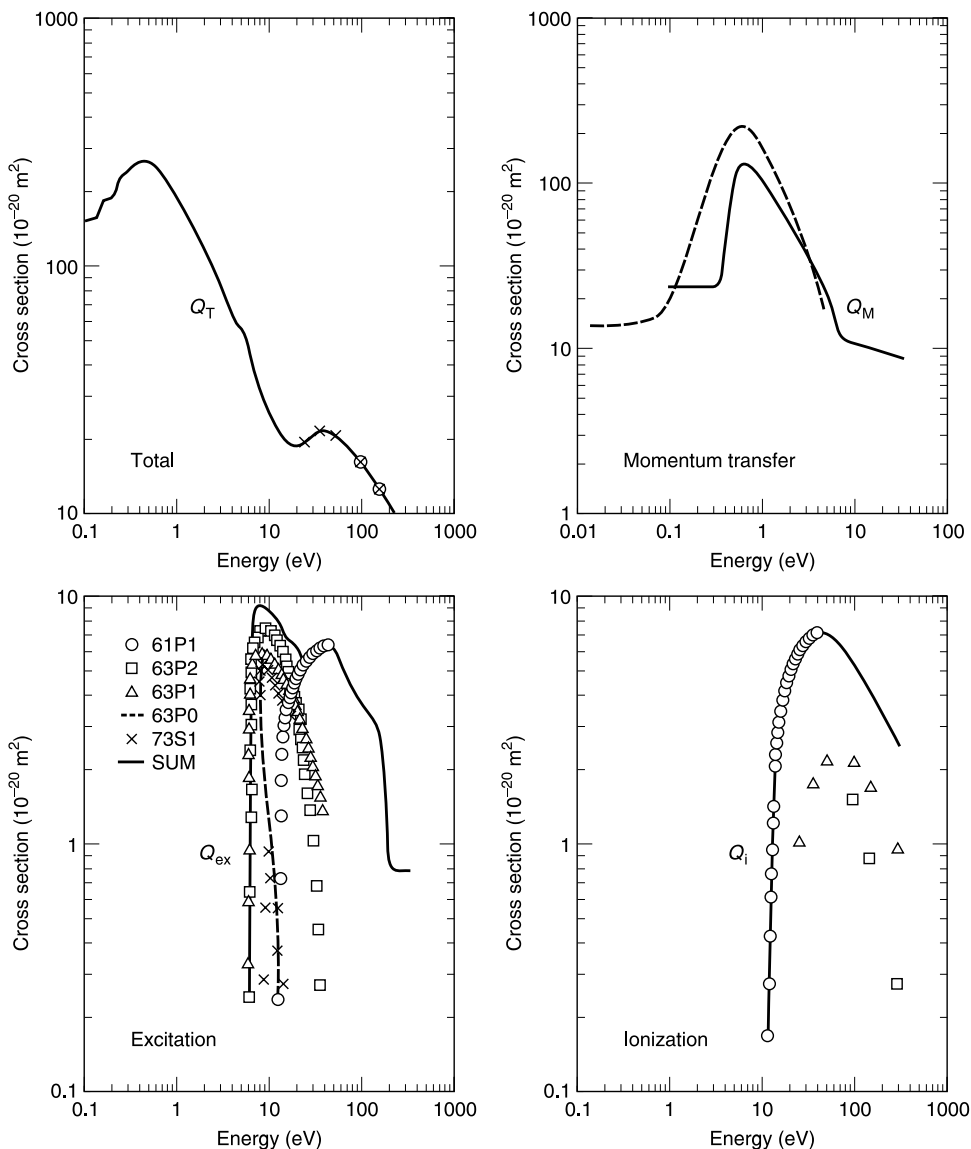 1000
100
10
Cross section (10⁻²⁰ m²)
Q_T
Total
0.1 1 10 100 1000
Energy (eV)
1000
100
10
1
Cross section (10⁻²⁰ m²)
Q_M
Momentum transfer
0.01 0.1 1 10 100
Energy (eV)
10
1
0.1
Cross section (10⁻²⁰ m²)
61P1
63P2
63P1
63P0
73S1
SUM
Q_ex
Excitation
0.1 1 10 100 1000
Energy (eV)
10
1
0.1
Cross section (10⁻²⁰ m²)
Q_i
Ionization
0.1 1 10 100 1000
Energy (eV)